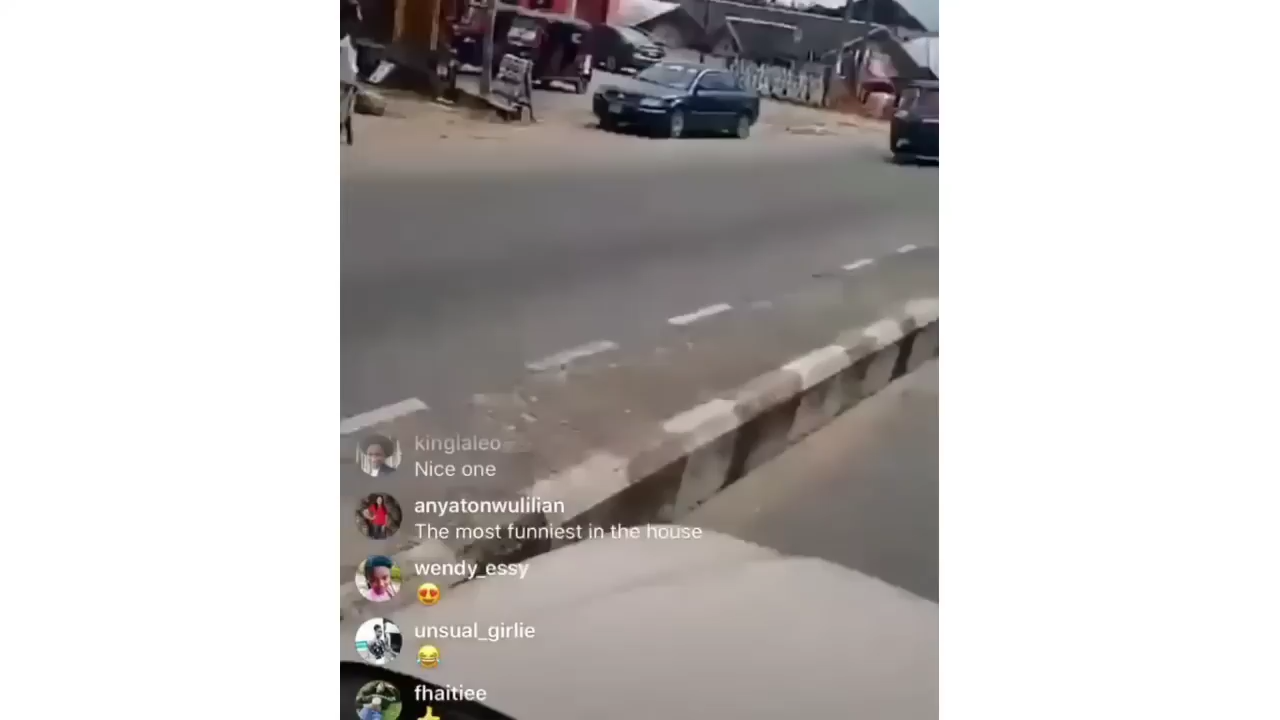 kinglaleo
Nice one
anyatonwulilian
The most funniest in the house
wendy_essy
😍
unsual_girlie
😂
fhaitiee